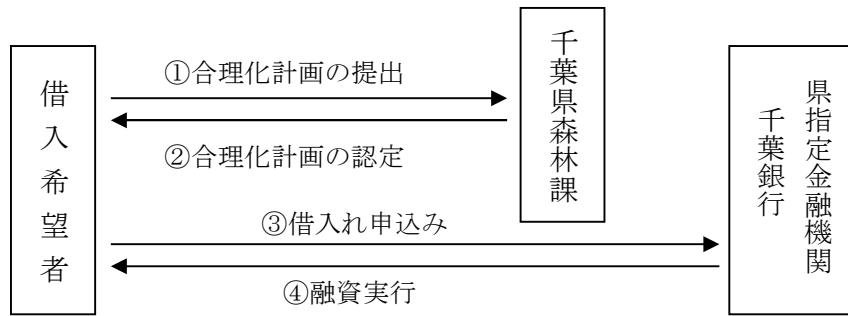 借入希望者
①合理化計画の提出
②合理化計画の認定
千葉県森林課
③借入れ申込み
④融資実行
県指定金融機関
千葉銀行